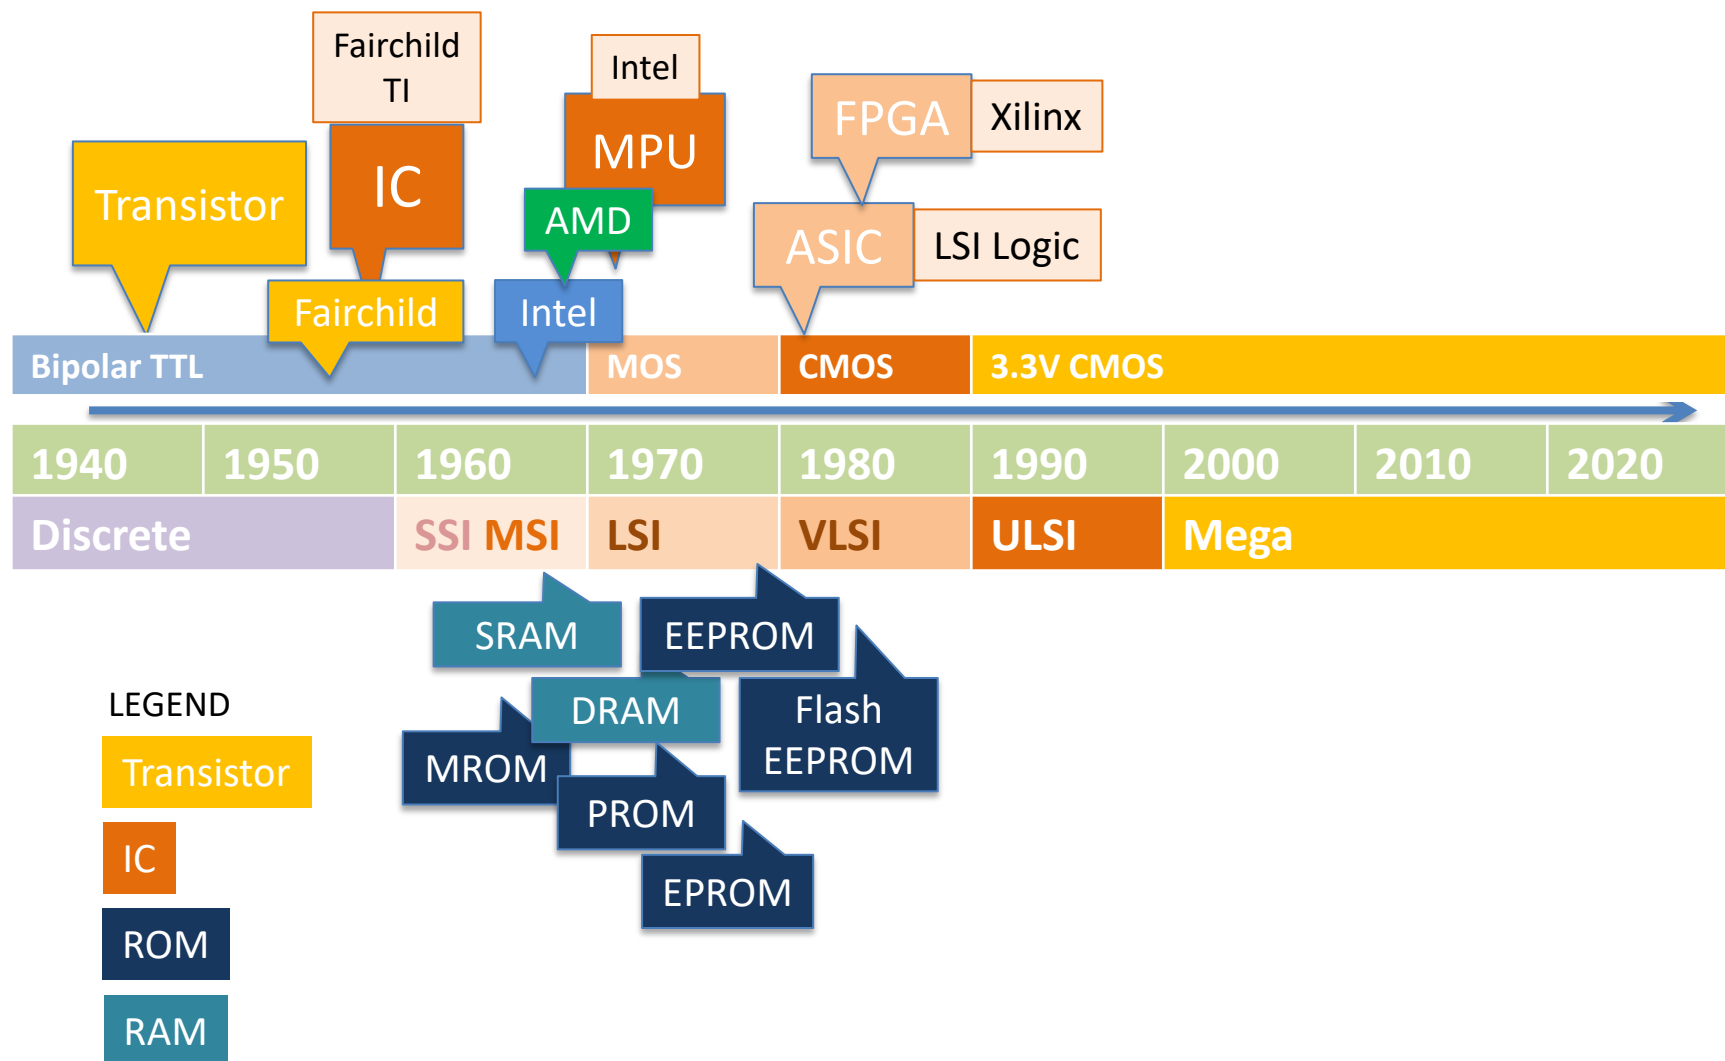 Fairchild
TI
Intel
FPGA
Xilinx
MPU
Transistor
IC
AMD
ASIC
LSI Logic
Fairchild
Intel
Bipolar TTL
MOS
CMOS
3.3V CMOS
1940
1950
1960
1970
1980
1990
2000
2010
2020
Discrete
SSI MSI
LSI
VLSI
ULSI
Mega
SRAM
EEPROM
DRAM
Flash
EEPROM
MROM
PROM
EPROM
LEGEND
Transistor
IC
ROM
RAM